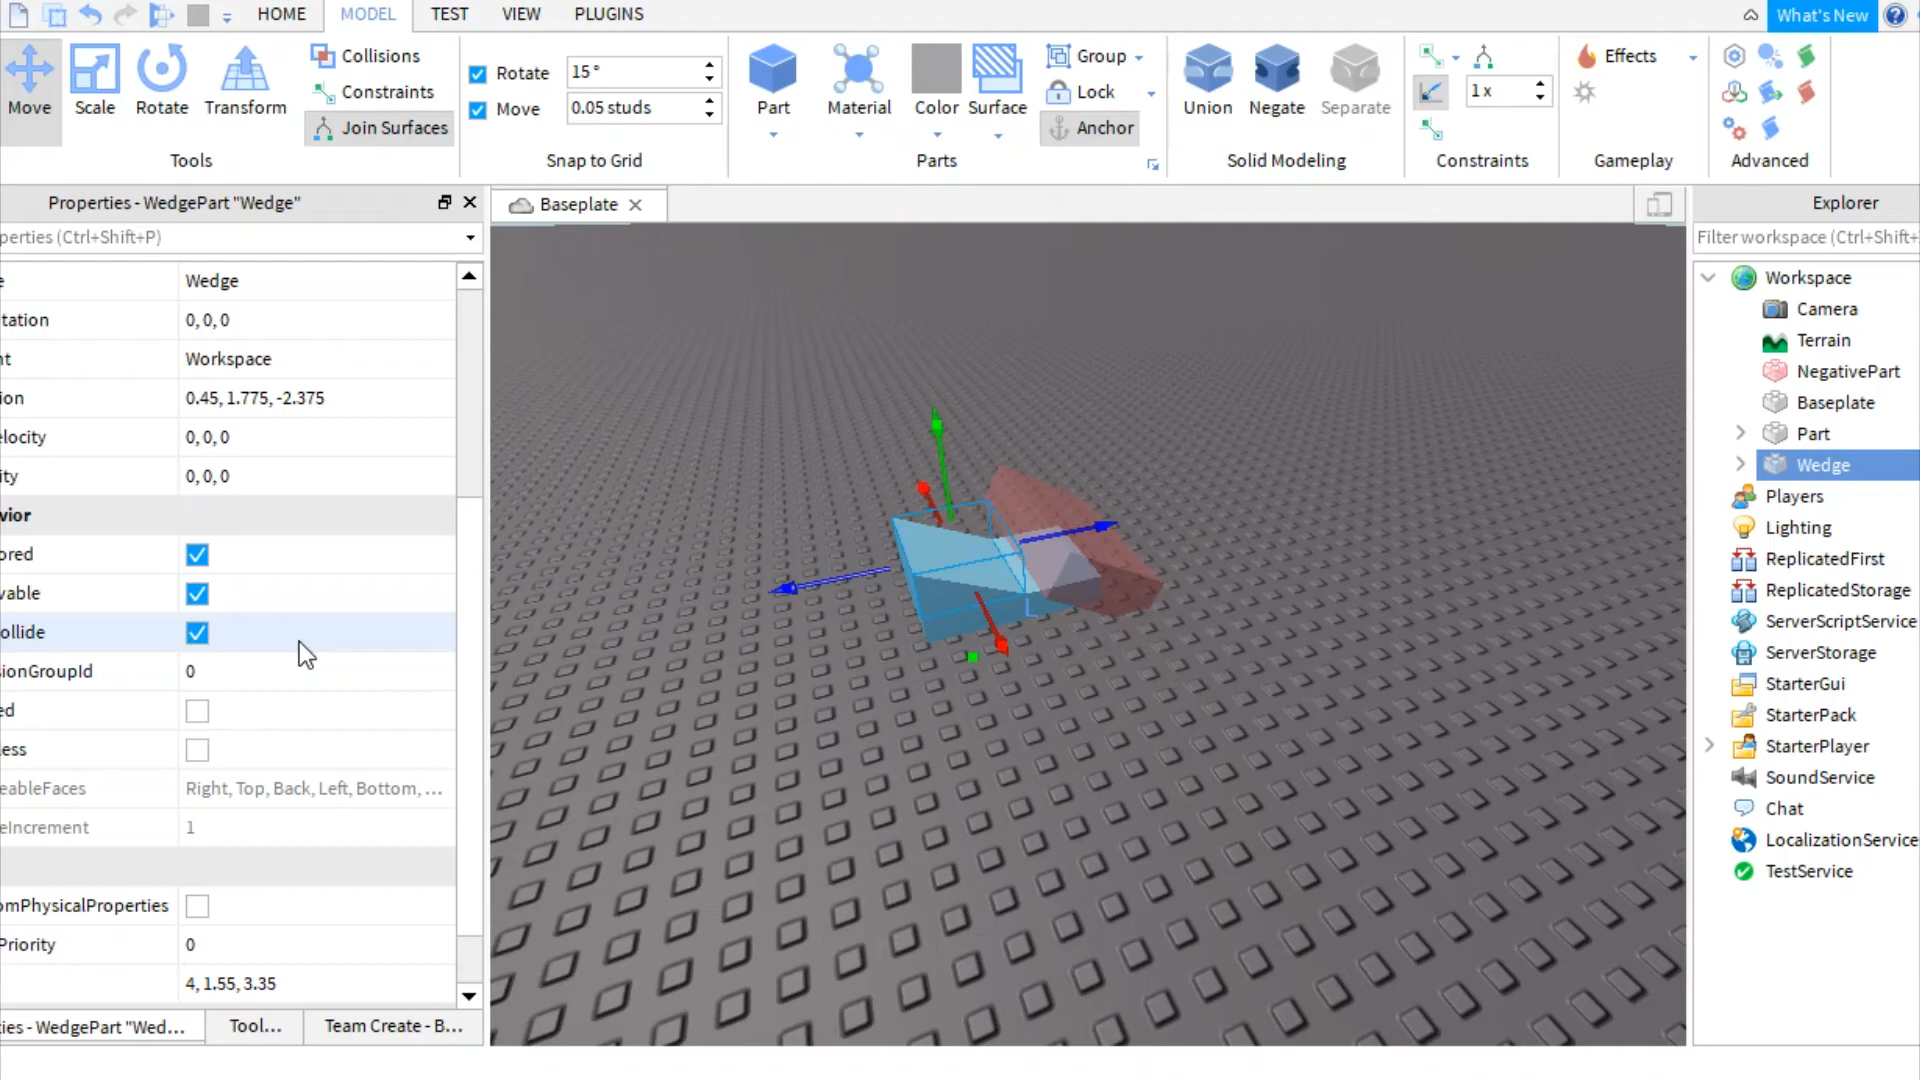 HOME MODEL TEST VIEW PLUGINS What's New ?
Move Scale Rotate Transform
Collisions
Constraints
Join Surfaces
Tools
Rotate 15°
Move 0.05 studs
Snap to Grid
Part Material Color Surface
Group
Lock
Anchor
Parts
Union Negate Separate
Solid Modeling
1 x
Constraints
Effects
Gameplay
Advanced
Properties - WedgePart "Wedge"
perties (Ctrl+Shift+P)
e Wedge
tation 0, 0, 0
nt Workspace
ion 0.45, 1.775, -2.375
elocity 0, 0, 0
ity 0, 0, 0
vior
ored
vable
ollide
sionGroupId 0
ed
less
eableFaces Right, Top, Back, Left, Bottom, ...
eIncrement 1
omPhysicalProperties
Priority 0
4, 1.55, 3.35
ties - WedgePart "Wed... Tool... Team Create - B...
Baseplate
L
Explorer
Filter workspace (Ctrl+Shift+
Workspace
Camera
Terrain
NegativePart
Baseplate
Part
Wedge
Players
Lighting
ReplicatedFirst
ReplicatedStorage
ServerScriptService
ServerStorage
StarterGui
StarterPack
StarterPlayer
SoundService
Chat
LocalizationService
TestService